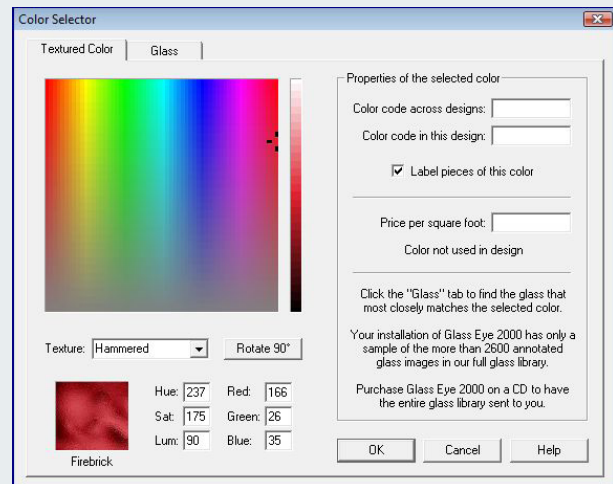 Color Selector
Textured Color
Glass
Texture: Hammered
Rotate 90°
Firebrick
Hue: 237 Red: 166
Sat: 175 Green: 26
Lum: 90 Blue: 35
Properties of the selected color
Color code across designs:
Color code in this design:
Label pieces of this color
Price per square foot:
Color not used in design
Click the "Glass" tab to find the glass that
most closely matches the selected color.
Your installation of Glass Eye 2000 has only a
sample of the more than 2600 annotated
glass images in our full glass library.
Purchase Glass Eye 2000 on a CD to have
the entire glass library sent to you.
OK
Cancel
Help